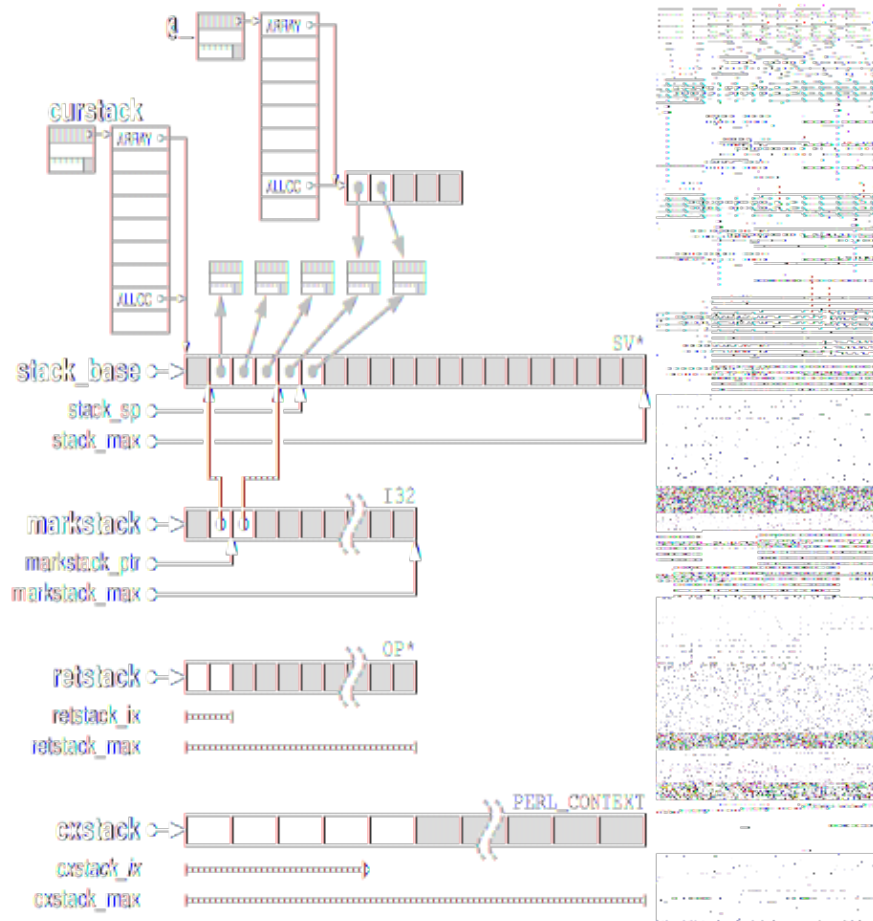 a
ARRAY
curstack
ARRAY
ALLOC
ALLOC
SV*
stack_base
stack_sp
stack_max
I32
markstack
markstack_ptr
markstack_max
OP*
retstack
retstack_ix
retstack_max
PERL_CONTEXT
cxstack
cxstack_ix
cxstack_max